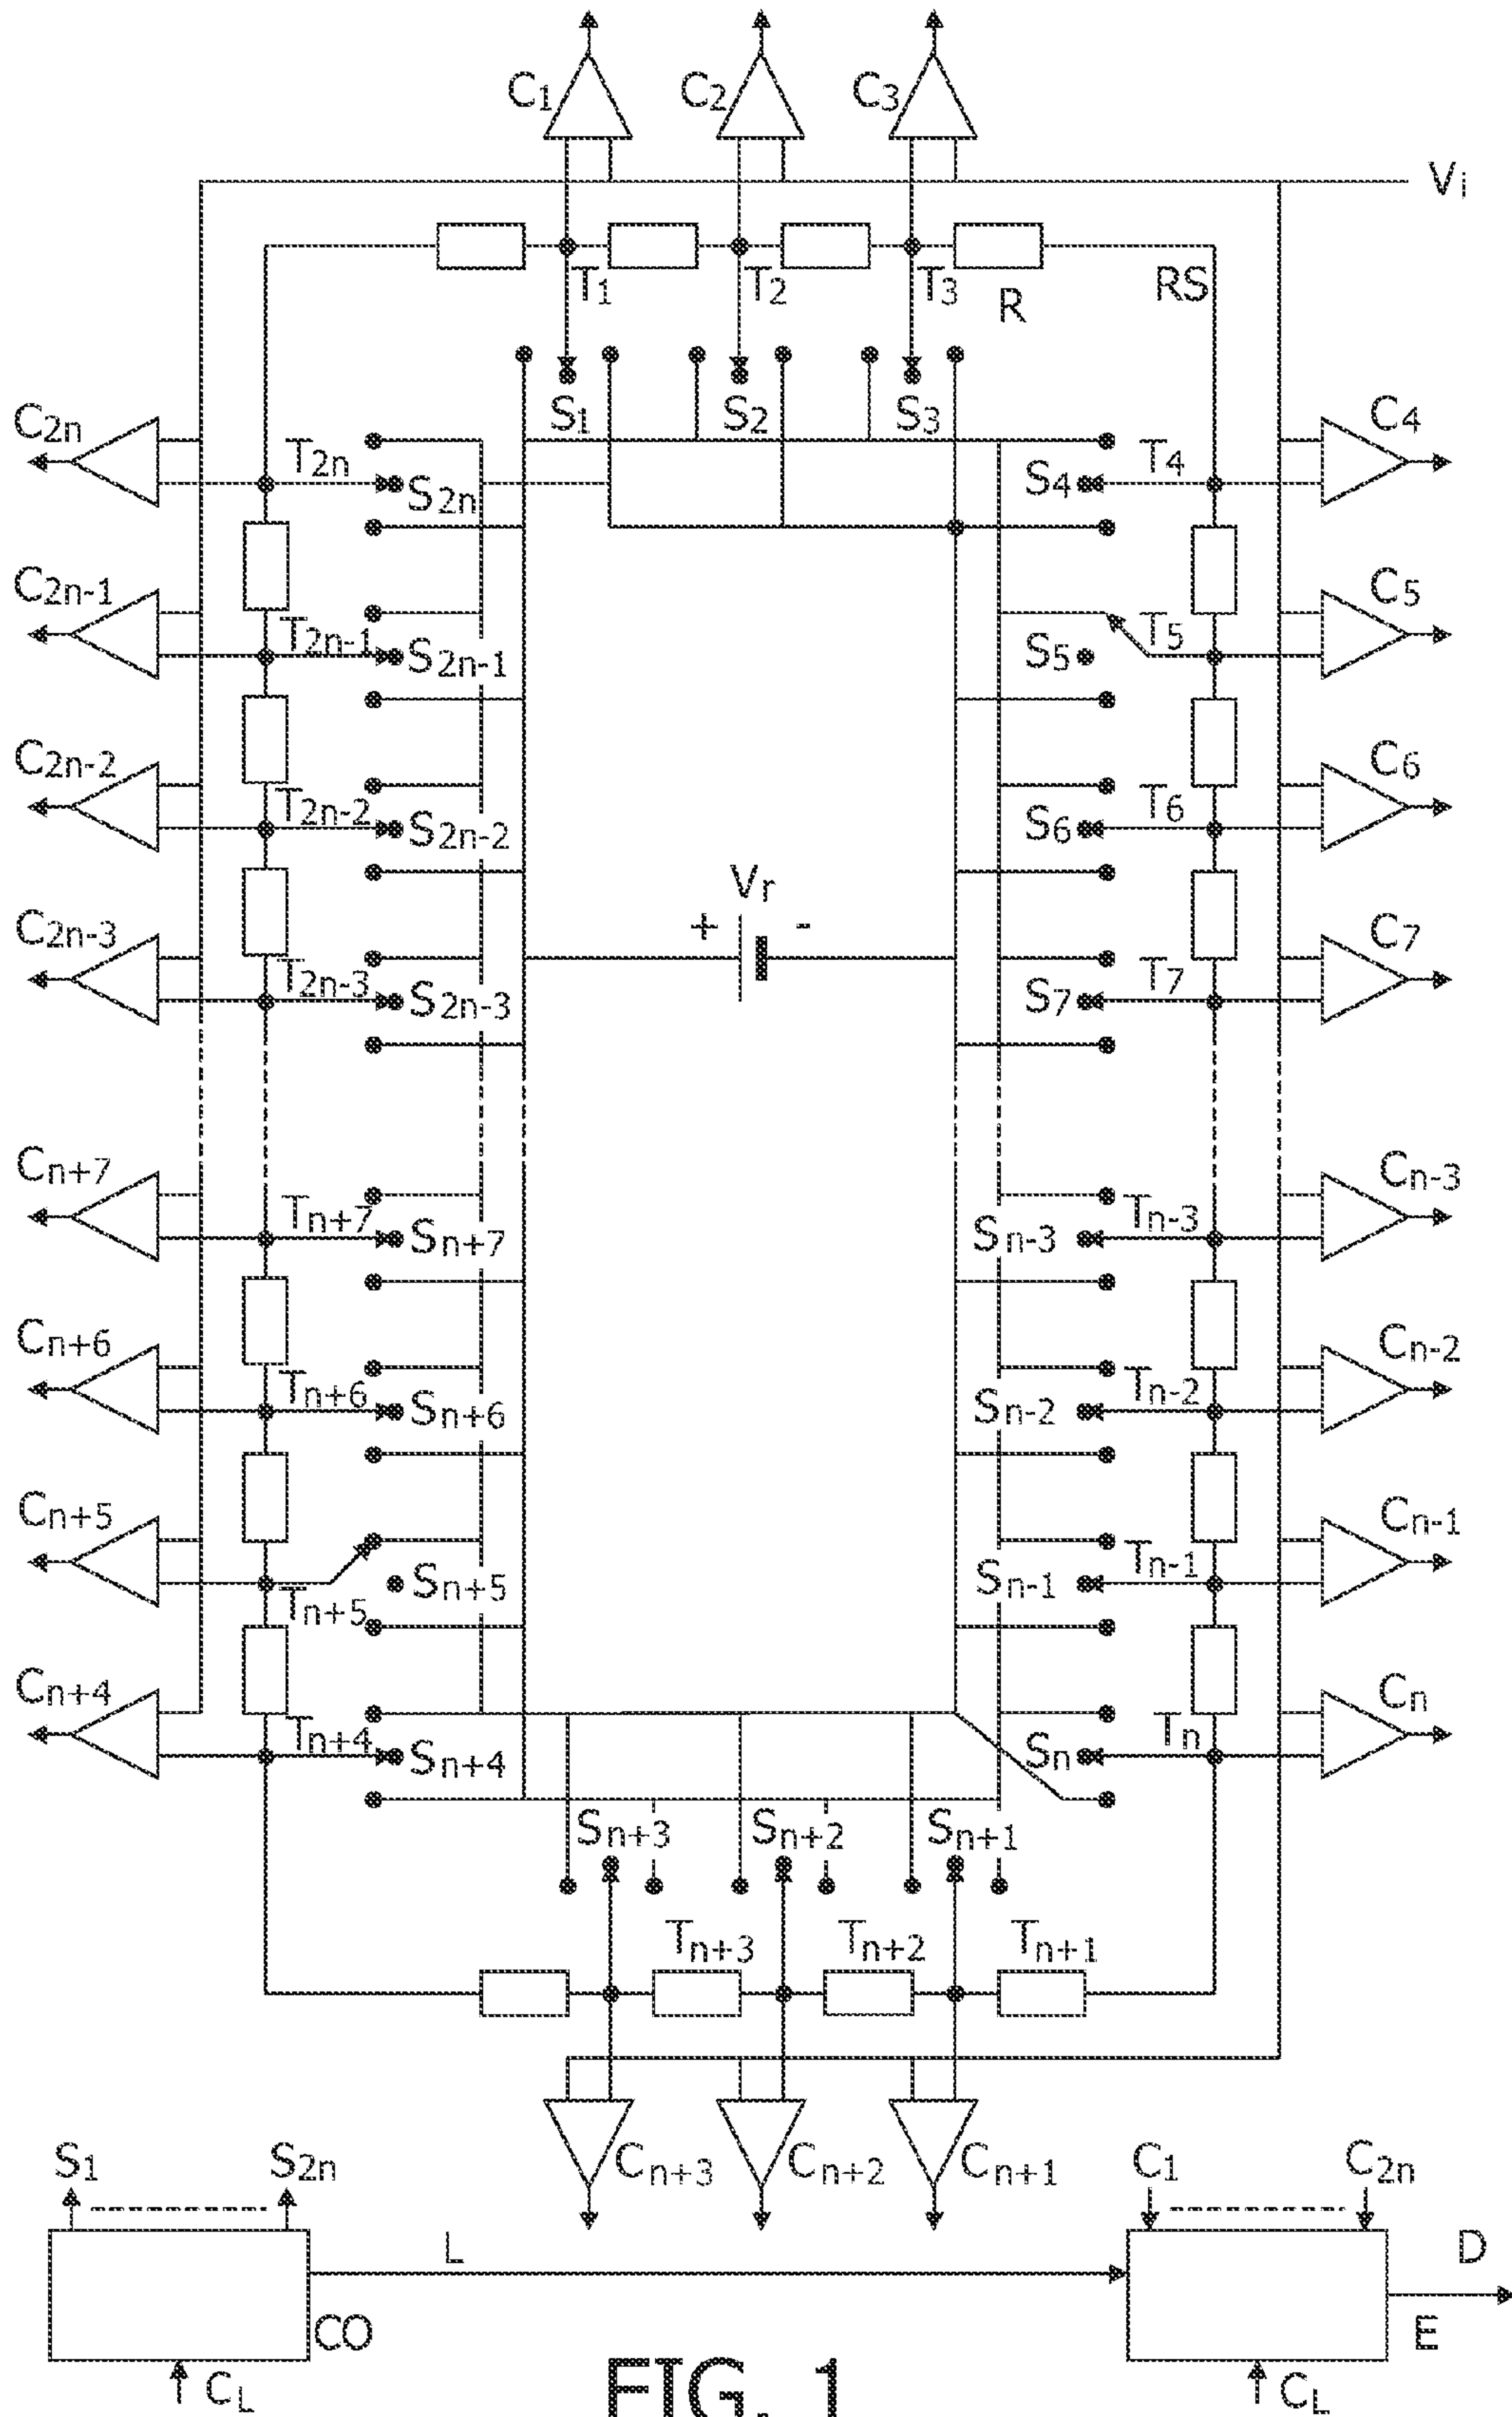 C1 C2 C3
Vi
T1 T2 T3 R RS
S1 S2 S3
C2n T2n S2n S4 T4 C4
C2n-1 T2n-1 S2n-1 S5 T5 C5
C2n-2 T2n-2 S2n-2 S6 T6 C6
Vr
+ -
C2n-3 T2n-3 S2n-3 S7 T7 C7
Cn+7 Tn+7 Sn+7 Sn-3 Tn-3 Cn-3
Cn+6 Tn+6 Sn+6 Sn-2 Tn-2 Cn-2
Cn+5 Tn+5 Sn+5 Sn-1 Tn-1 Cn-1
Cn+4 Tn+4 Sn+4 Sn Tn Cn
Sn+3 Sn+2 Sn+1
Tn+3 Tn+2 Tn+1
Cn+3 Cn+2 Cn+1
S1 S2n C1 C2n
L D
CO E
CL CL
FIG. 1